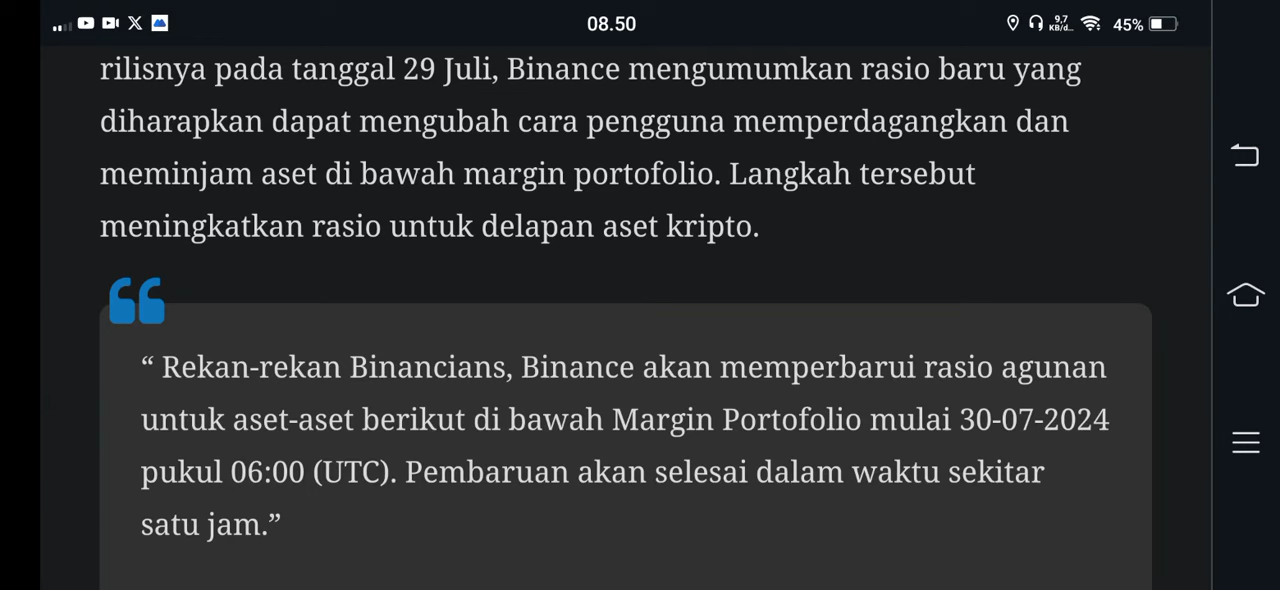 08.50
9,7
KB/d...
45%
rilisnya pada tanggal 29 Juli, Binance mengumumkan rasio baru yang
diharapkan dapat mengubah cara pengguna memperdagangkan dan
meminjam aset di bawah margin portofolio. Langkah tersebut
meningkatkan rasio untuk delapan aset kripto.
“ Rekan-rekan Binancians, Binance akan memperbarui rasio agunan
untuk aset-aset berikut di bawah Margin Portofolio mulai 30-07-2024
pukul 06:00 (UTC). Pembaruan akan selesai dalam waktu sekitar
satu jam.”